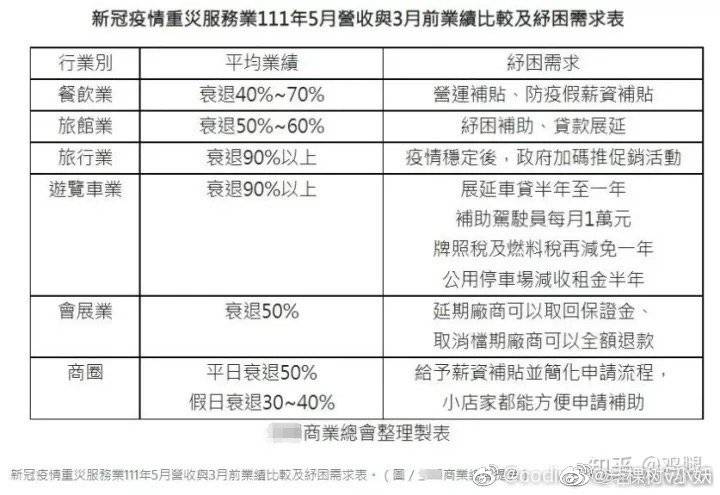 新冠疫情重災服務業111年5月營收與3月前業績比較及紓困需求表
行業別 平均業績 紓困需求
餐飲業 衰退40%~70% 營運補貼、防疫假薪資補貼
旅館業 衰退50%~60% 紓困補助、貸款展延
旅行業 衰退90%以上 疫情穩定後，政府加碼推促銷活動
遊覽車業 衰退90%以上 展延車貸半年至一年
補助駕駛員每月1萬元
牌照稅及燃料稅再減免一年
公用停車場減收租金半年
會展業 衰退50% 延期廠商可以取回保證金、
取消檔期廠商可以全額退款
商圈 平日衰退50% 給予薪資補貼並簡化申請流程，
假日衰退30~40% 小店家都能方便申請補助
商業總會整理製表
新冠疫情重災服務業111年5月營收與3月前業績比較及紓困需求表。（圖／
商業總
知乎